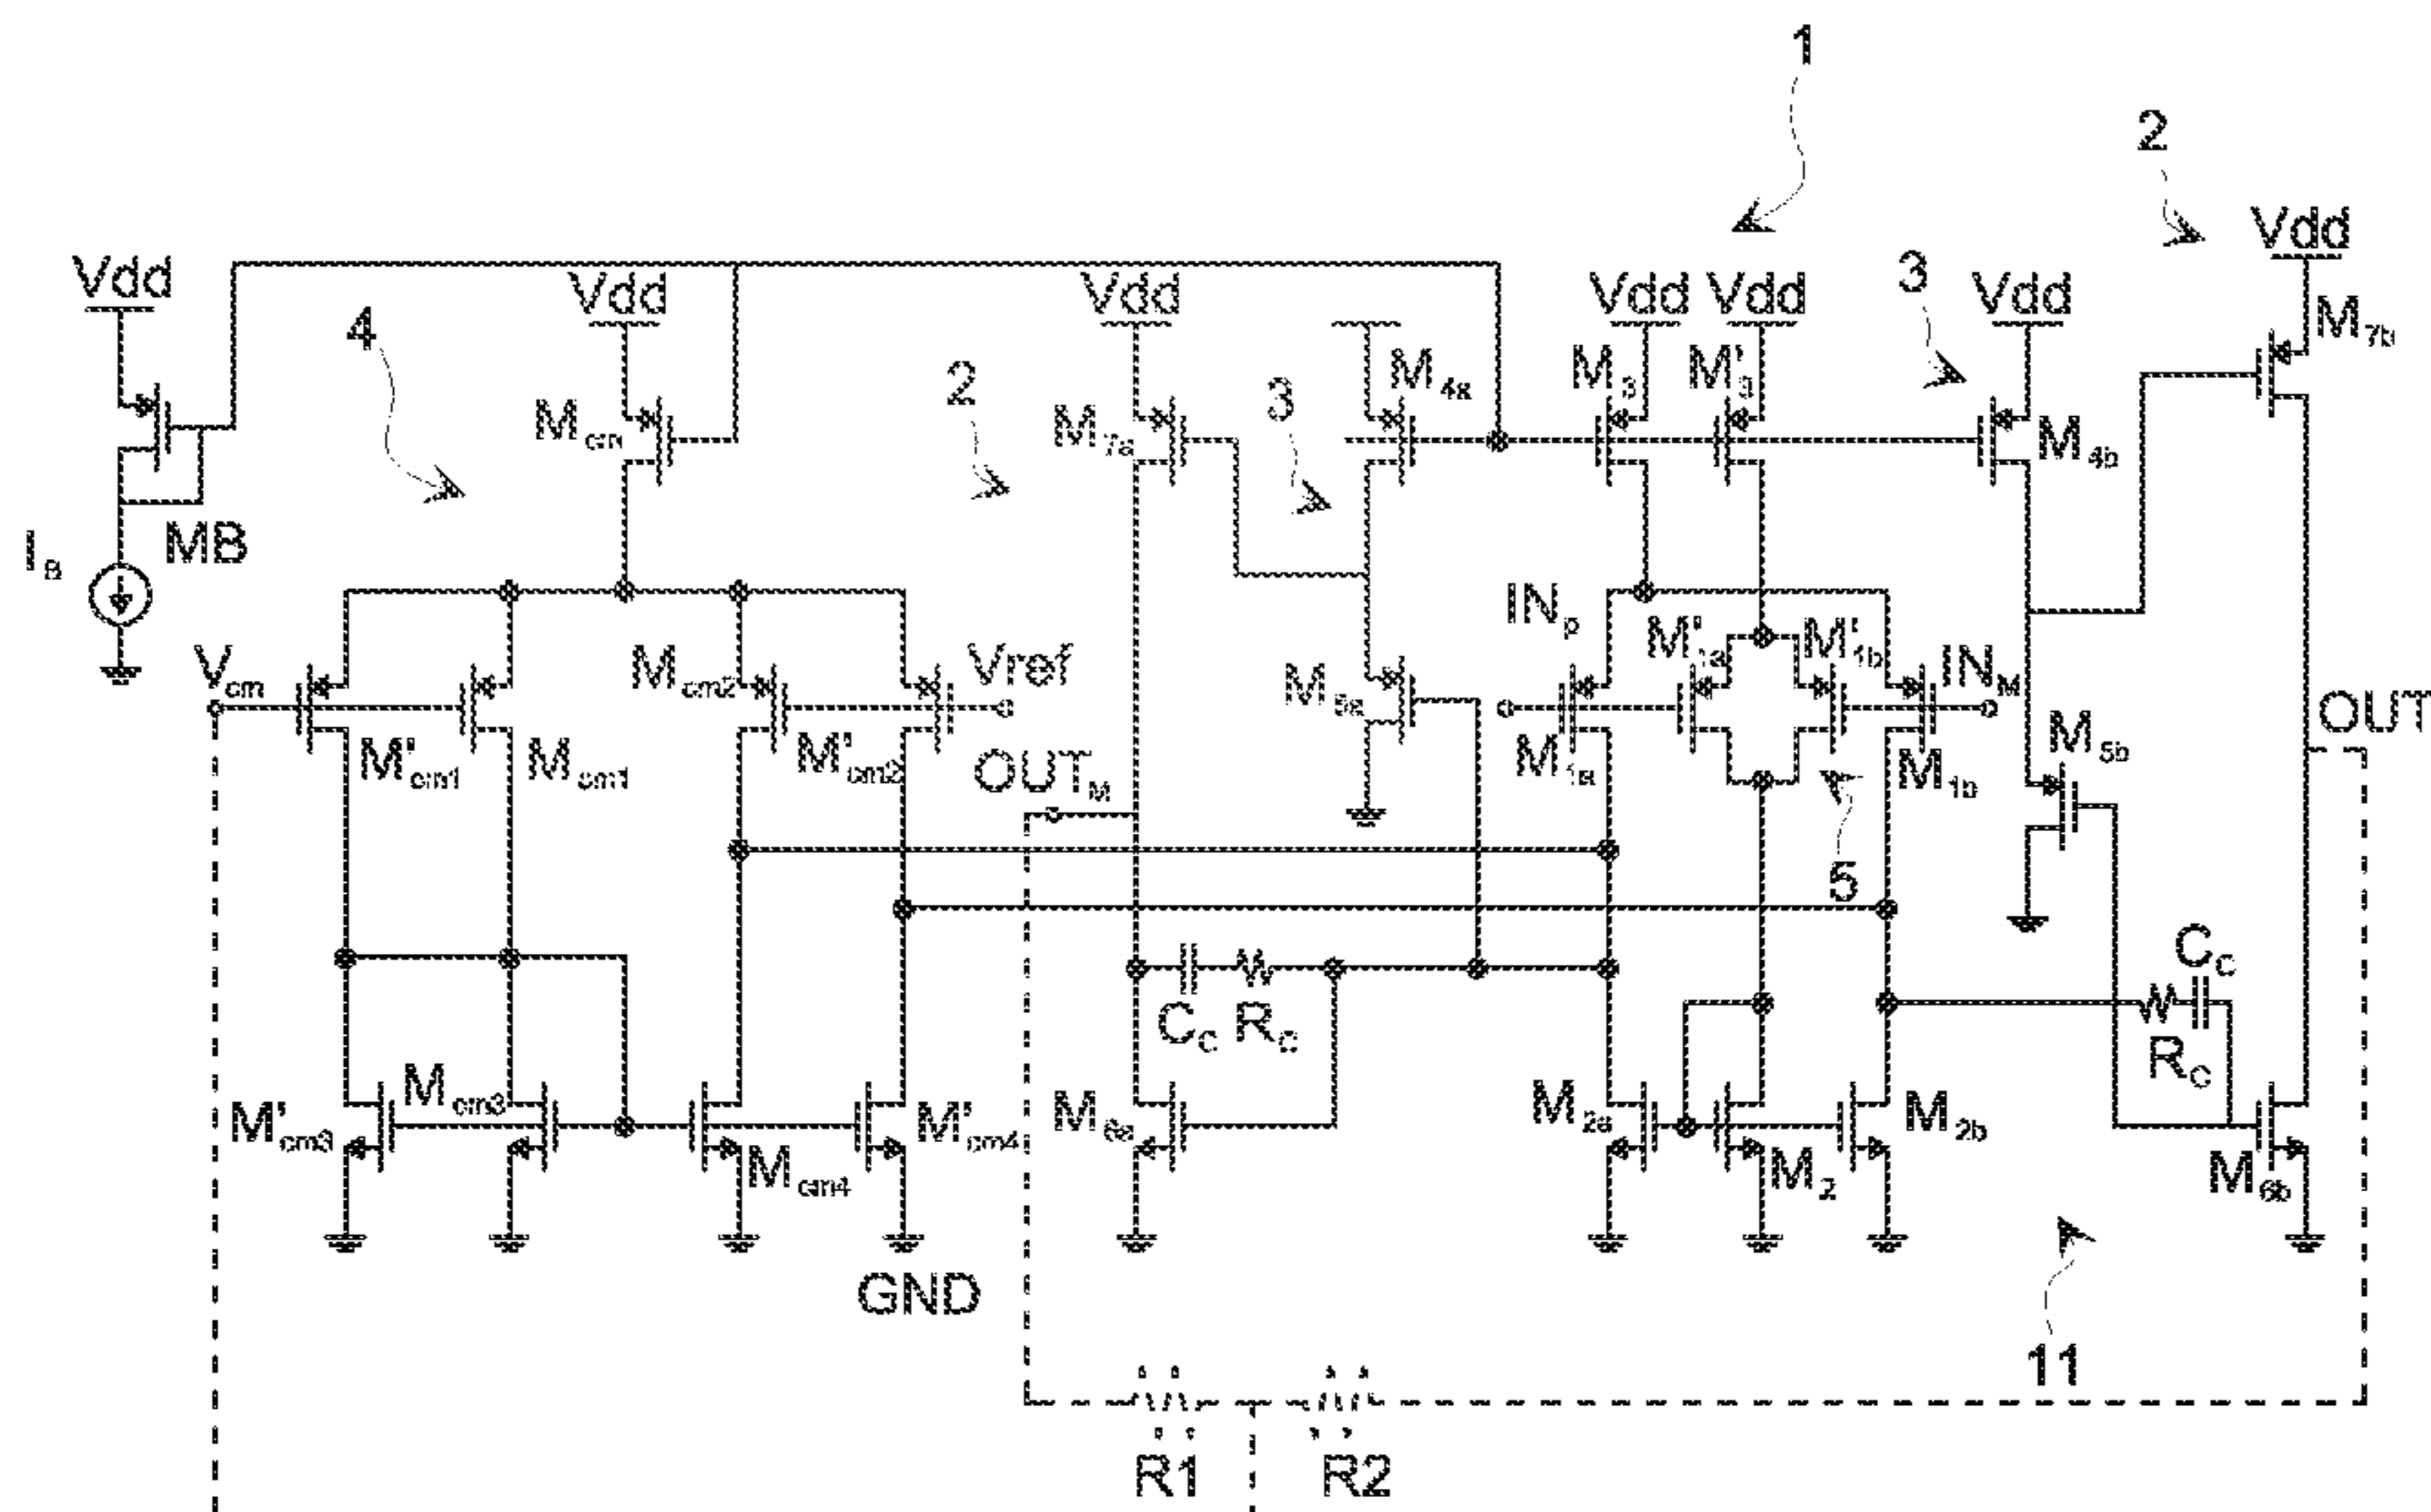 1
2
Vdd
Vdd
4
Vdd
Vdd
Vdd
Vdd
3
Vdd
M7b
2
3
M4a
M3
M'3
Mcm
M7a
M4b
IB
MB
INp
M'1a
M'1b
INM
Vcm
Mcm2
Vref
M5a
OUT
M'cm1
Mcm1
M'cm2
OUTM
M1a
M1b
M5b
5
Cc
Cc
Rc
Rc
M'cm3
Mcm3
M'cm4
M6a
M2a
M2b
Mcm4
M2
M6b
GND
11
R1
R2